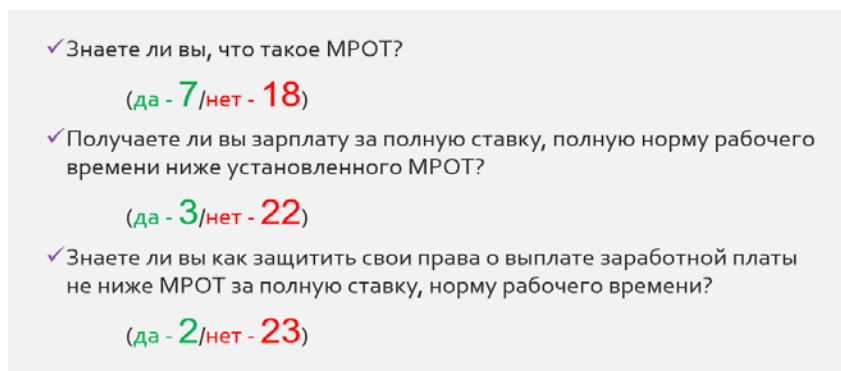 ✓Знаете ли вы, что такое МРОТ?
(да - 7/нет - 18)
✓Получаете ли вы зарплату за полную ставку, полную норму рабочего
времени ниже установленного МРОТ?
(да - 3/нет - 22)
✓Знаете ли вы как защитить свои права о выплате заработной платы
не ниже МРОТ за полную ставку, норму рабочего времени?
(да - 2/нет - 23)